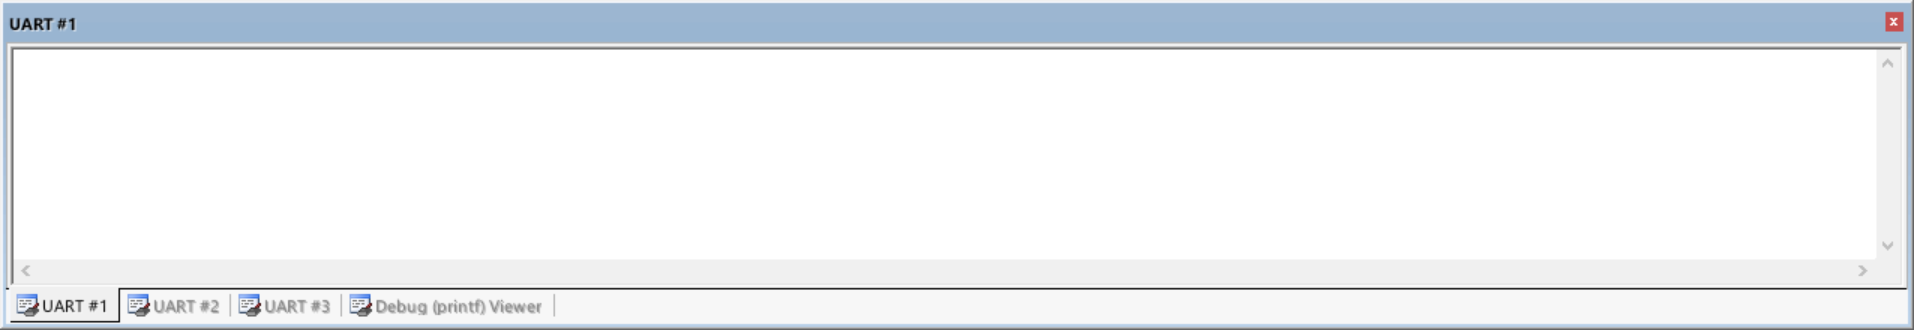 UART #1
UART #1 UART #2 UART #3 Debug (printf) Viewer